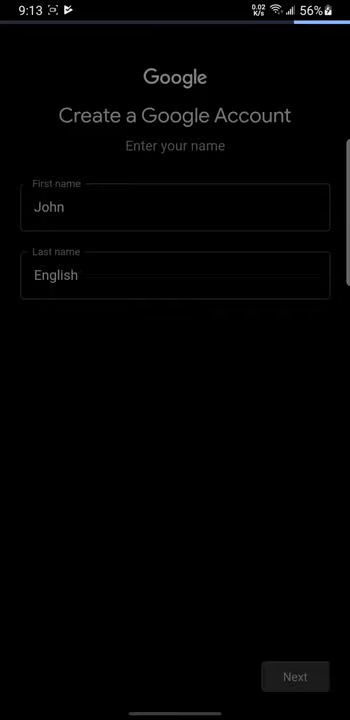 9:13
0.02
K/s
56%
Google
Create a Google Account
Enter your name
First name
John
Last name
English
Next